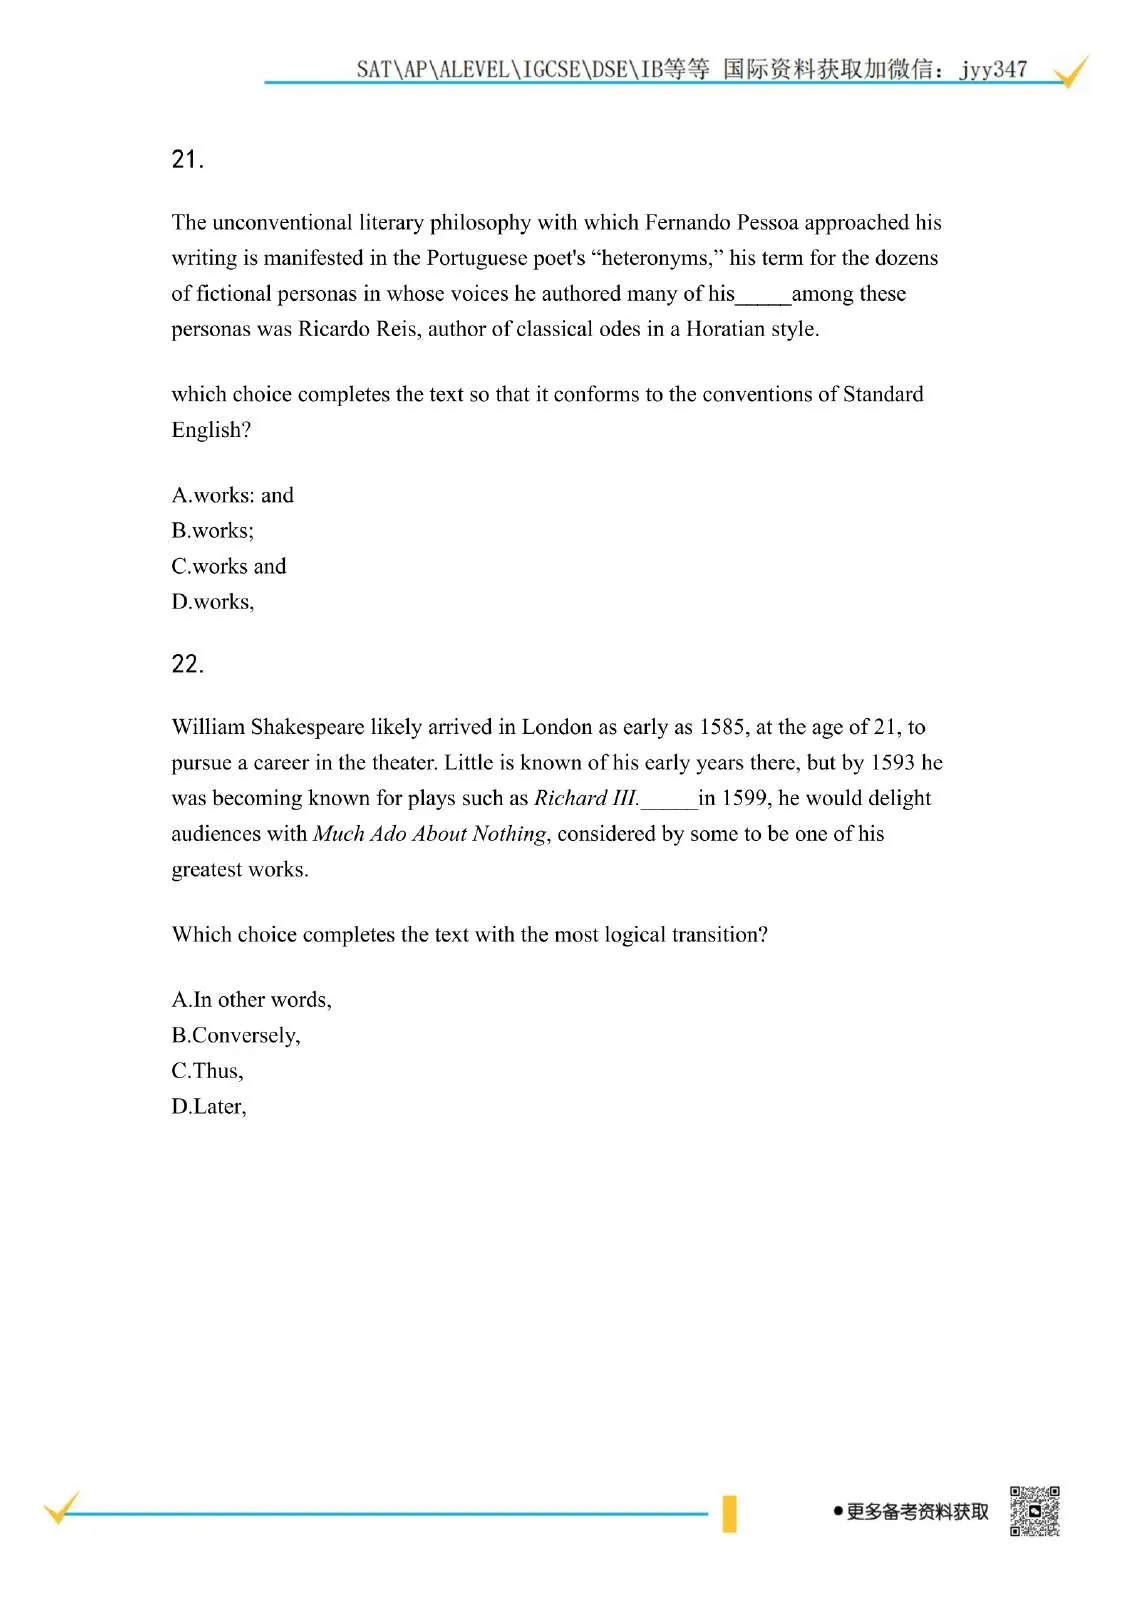 SAT\AP\ALEVEL\IGCSE\DSE\IB等等 国际资料获取加微信：jyy347
21.
The unconventional literary philosophy with which Fernando Pessoa approached his
writing is manifested in the Portuguese poet's “heteronyms,” his term for the dozens
of fictional personas in whose voices he authored many of his_____among these
personas was Ricardo Reis, author of classical odes in a Horatian style.
which choice completes the text so that it conforms to the conventions of Standard
English?
A.works: and
B.works;
C.works and
D.works,
22.
William Shakespeare likely arrived in London as early as 1585, at the age of 21, to
pursue a career in the theater. Little is known of his early years there, but by 1593 he
was becoming known for plays such as Richard III._____in 1599, he would delight
audiences with Much Ado About Nothing, considered by some to be one of his
greatest works.
Which choice completes the text with the most logical transition?
A.In other words,
B.Conversely,
C.Thus,
D.Later,
●更多备考资料获取